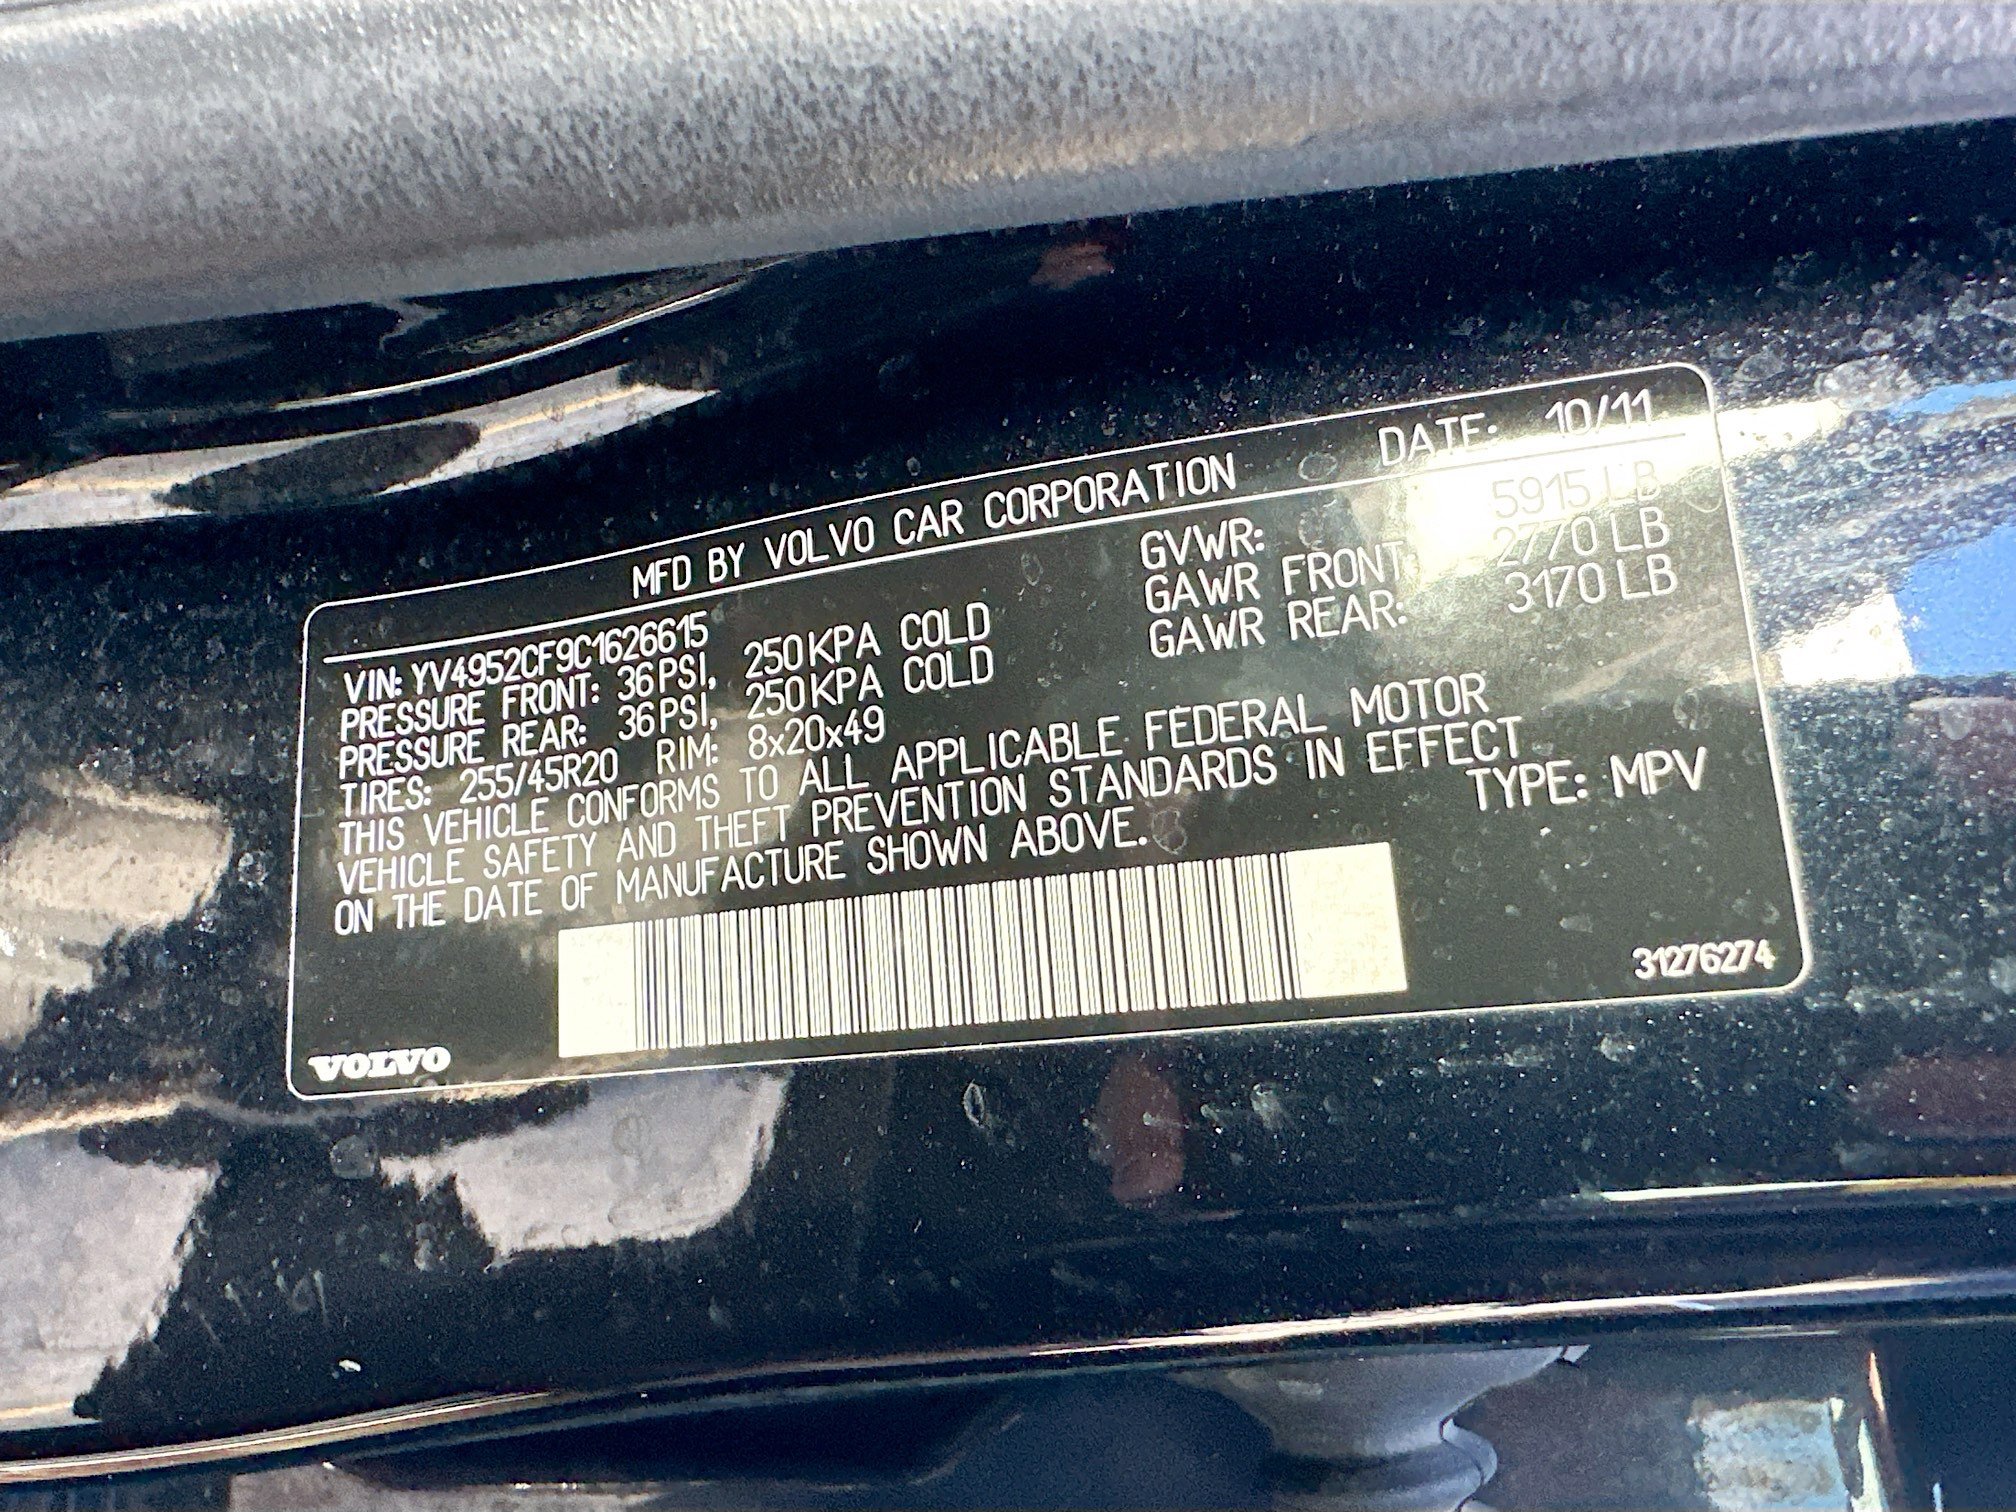 MFD BY VOLVO CAR CORPORATION DATE: 10/11
VIN: YV4952CF9C1626615 GVWR: 5915 LB
PRESSURE FRONT: 36PSI, 250KPA COLD GAWR FRONT: 2770 LB
PRESSURE REAR: 36PSI, 250KPA COLD GAWR REAR: 3170 LB
TIRES: 255/45R20 RIM: 8x20x49
THIS VEHICLE CONFORMS TO ALL APPLICABLE FEDERAL MOTOR
VEHICLE SAFETY AND THEFT PREVENTION STANDARDS IN EFFECT
ON THE DATE OF MANUFACTURE SHOWN ABOVE. TYPE: MPV
31276274
VOLVO